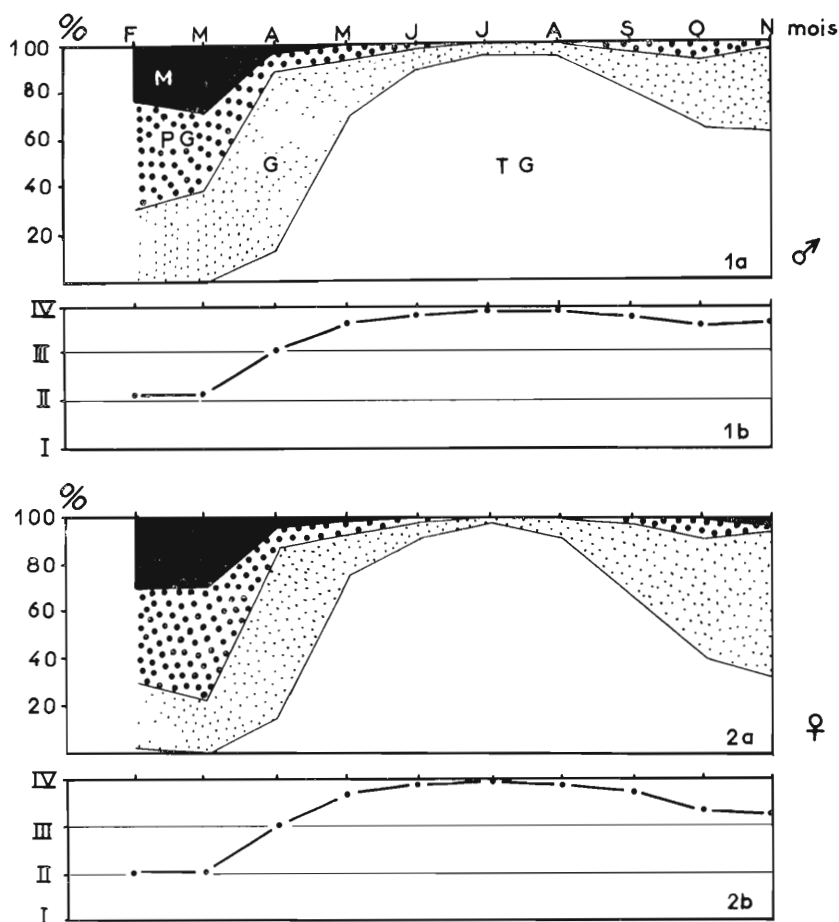 % F M A M J J A S O N mois
100
80
60
40
20
M
PG
G
TG
1a
♂
IV
III
II
I
1b
%
100
80
60
40
20
2a
♀
IV
III
II
I
2b